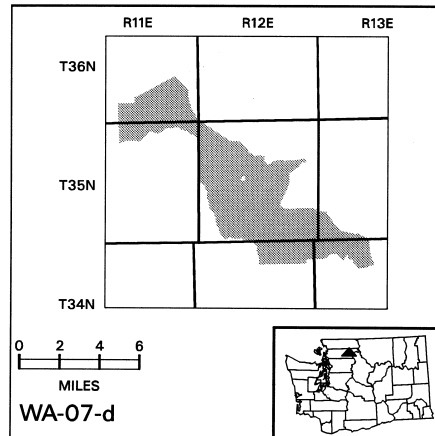 R11E R12E R13E
T36N
T35N
T34N
0 2 4 6
MILES
WA-07-d